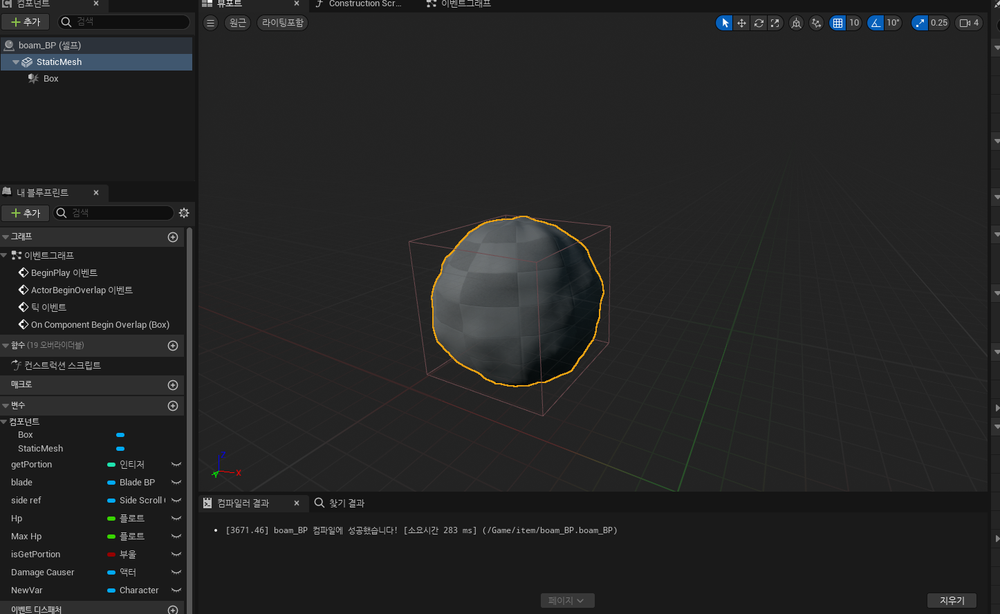 컴포넌트
뷰포트
Construction Scr...
이벤트그래프
추가
검색
원근
라이팅포함
10
10°
0.25
4
boam_BP (셀프)
StaticMesh
Box
내 블루프린트
추가
검색
그래프
이벤트그래프
BeginPlay 이벤트
ActorBeginOverlap 이벤트
틱 이벤트
On Component Begin Overlap (Box)
함수 (19 오버라이더블)
컨스트럭션 스크립트
매크로
변수
컴포넌트
Box
StaticMesh
getPortion 인티저
blade Blade BP
side ref Side Scroll
Hp 플로트
Max Hp 플로트
isGetPortion 부울
Damage Causer 액터
NewVar Character
이벤트 디스패처
Z
X
Y
컴파일러 결과
찾기 결과
[3671.46] boam_BP 컴파일에 성공했습니다! [소요시간 283 ms] (/Game/item/boam_BP.boam_BP)
페이지
지우기